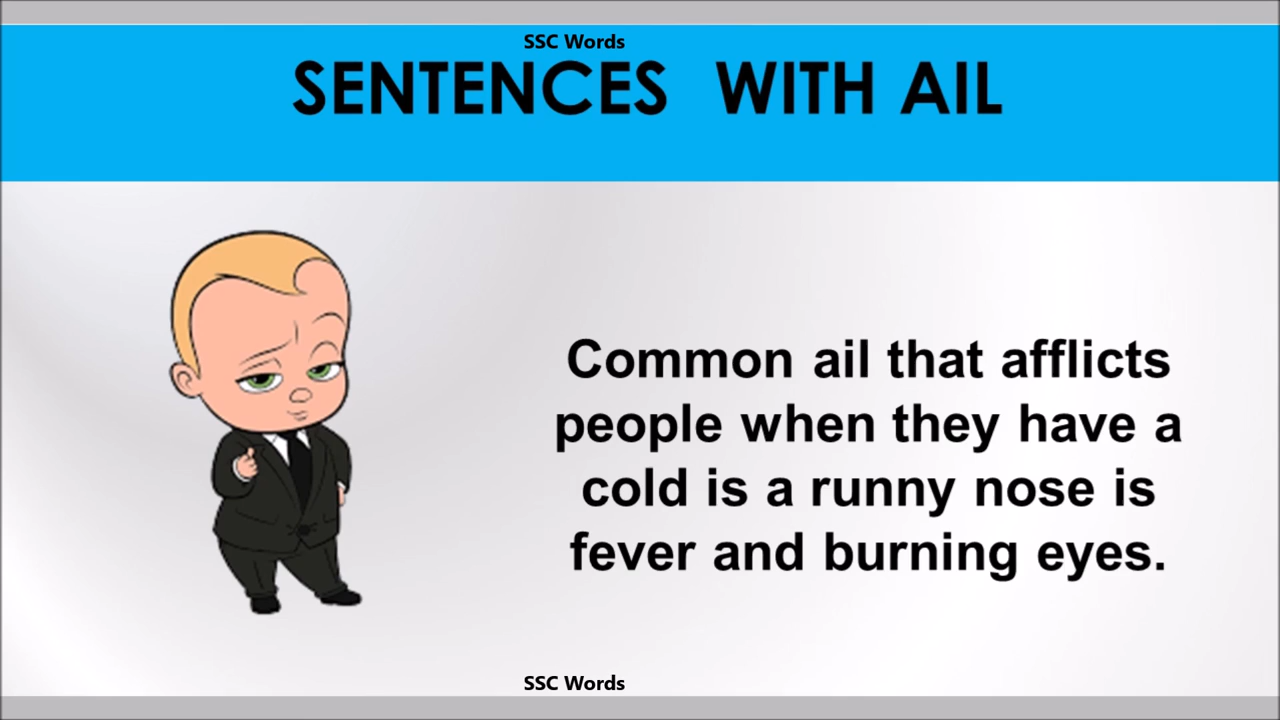 SSC Words
SENTENCES WITH AIL
Common ail that afflicts
people when they have a
cold is a runny nose is
fever and burning eyes.
SSC Words